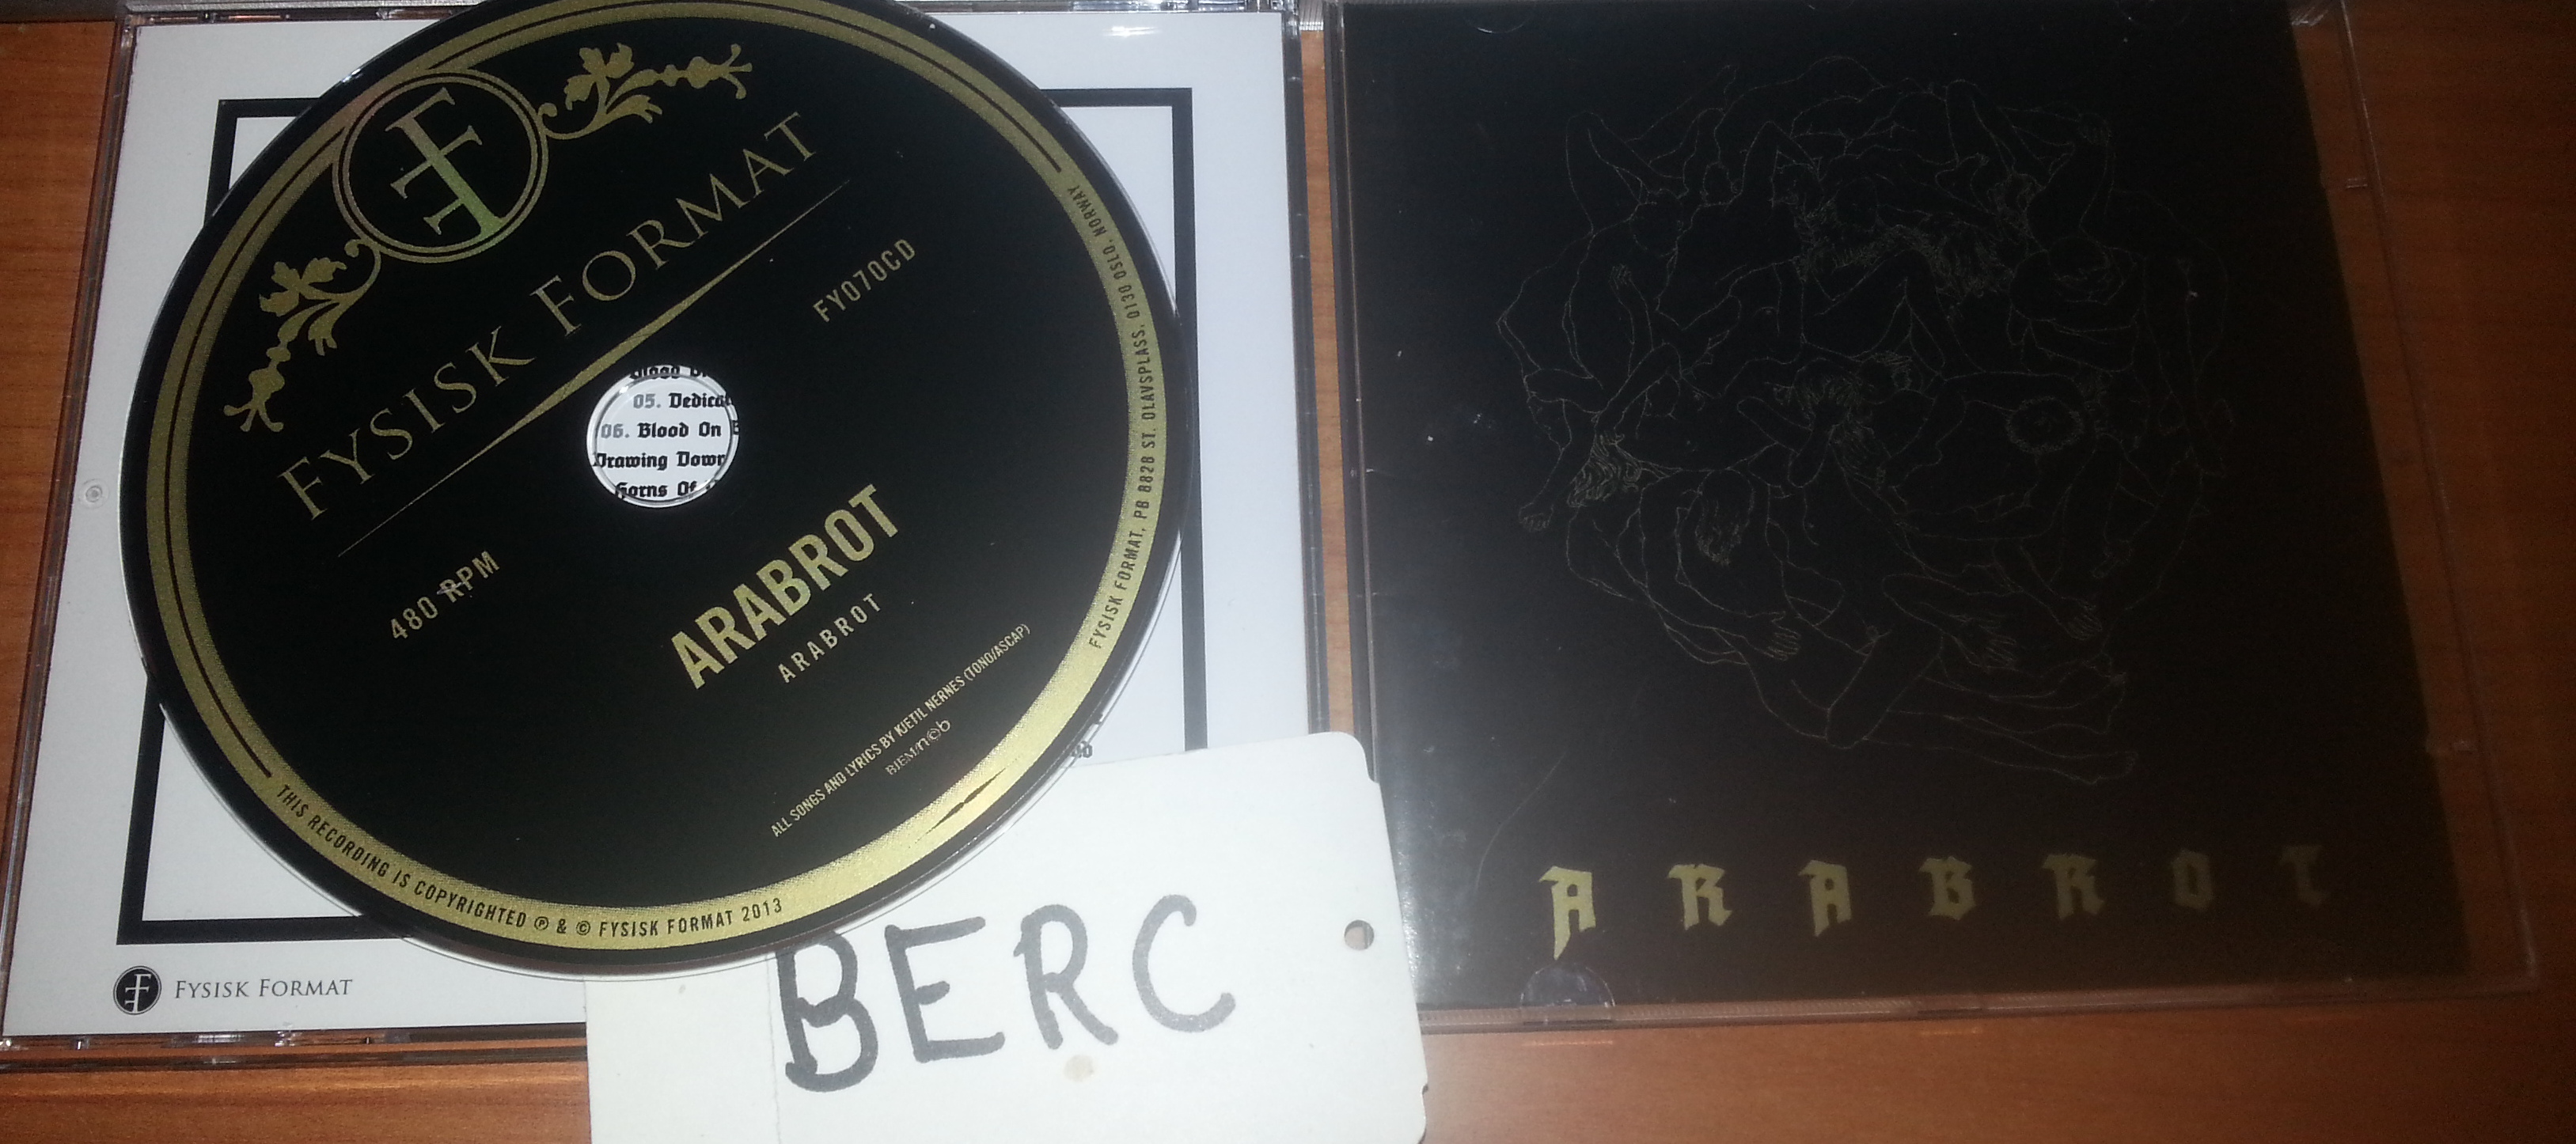 FYSISK FORMAT
FY070CD
480 RPM
05. Dedica
06. Blood On
Drawing Down
Horns Of
ARABROT
ARABROT
ALL SONGS AND LYRICS BY KJETIL NERNES (TONO/ASCAP)
FYSISK FORMAT, PB 8828 ST. OLAVSPLASS, 0130 OSLO, NORWAY
THIS RECORDING IS COPYRIGHTED ℗ & © FYSISK FORMAT 2013
FYSISK FORMAT
BERC
ARABROT